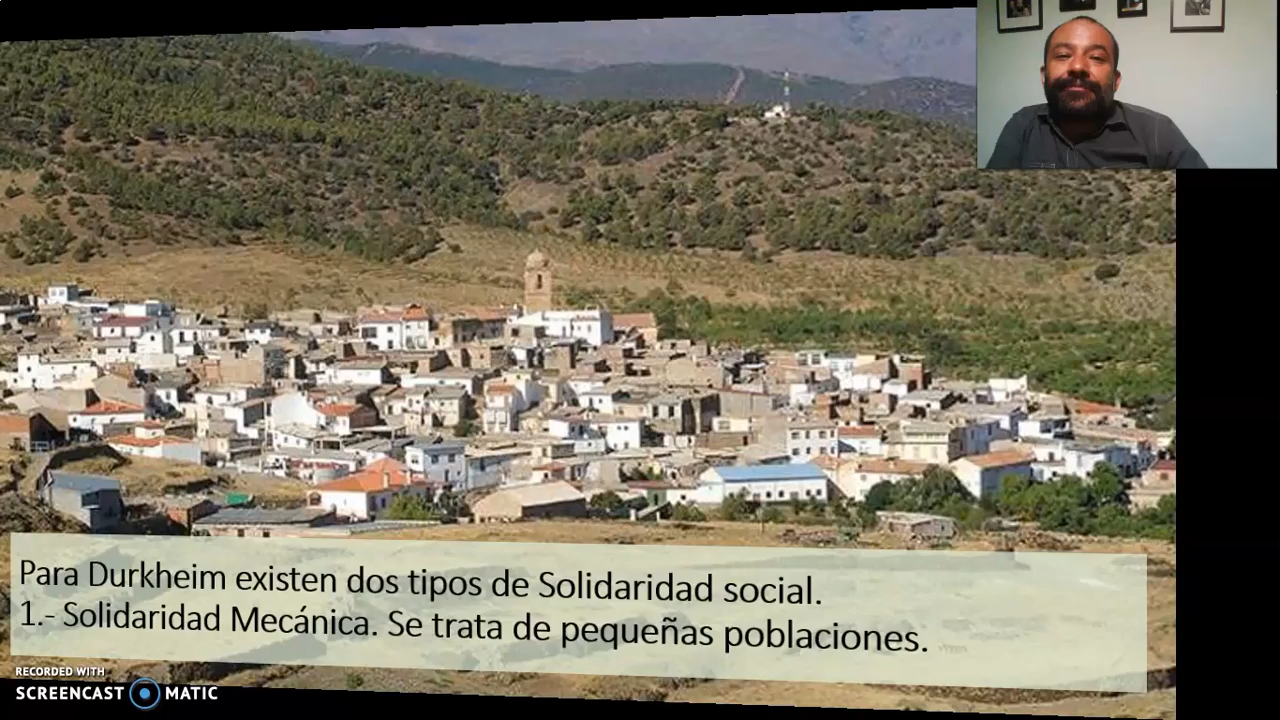 Para Durkheim existen dos tipos de Solidaridad social.
1.- Solidaridad Mecánica. Se trata de pequeñas poblaciones.
RECORDED WITH
SCREENCAST MATIC